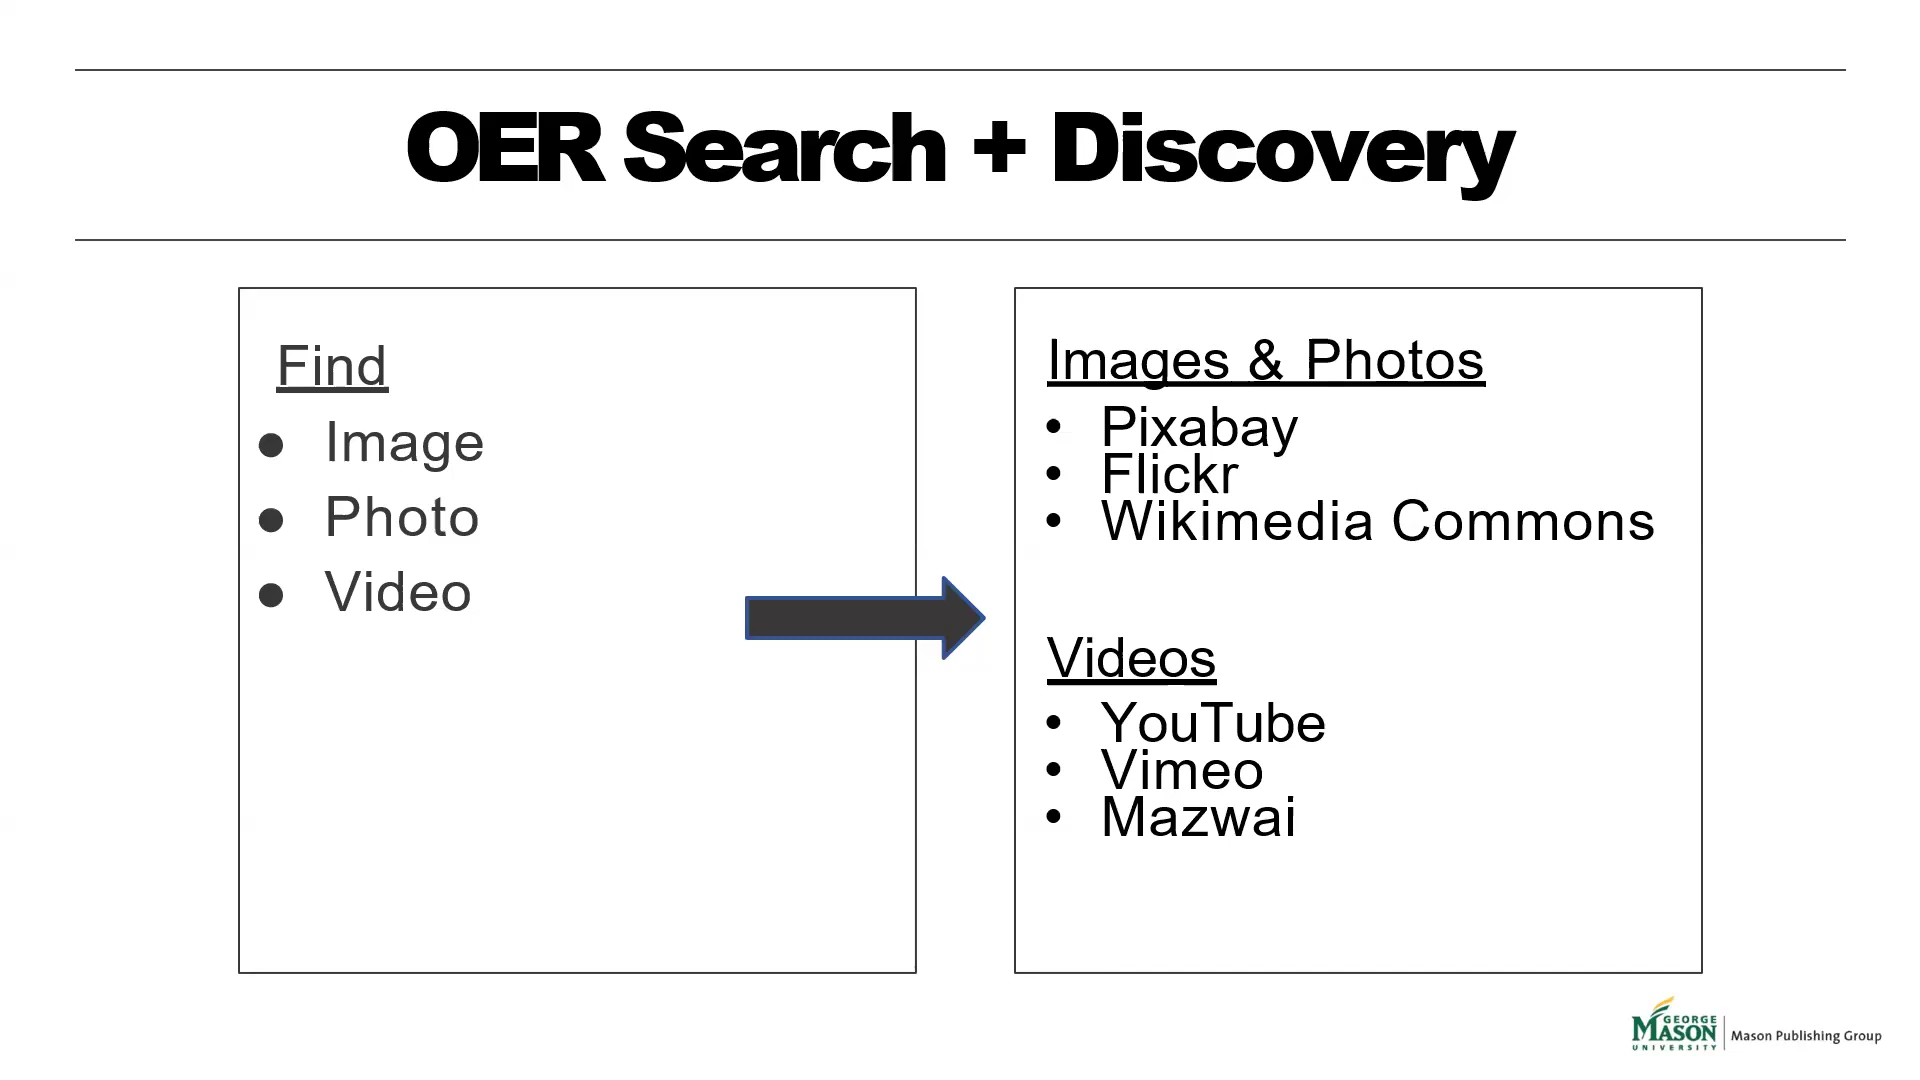 OER Search + Discovery
Find
● Image
● Photo
● Video
Images & Photos
• Pixabay
• Flickr
• Wikimedia Commons
Videos
• YouTube
• Vimeo
• Mazwai
GEORGE
MASON
UNIVERSITY
Mason Publishing Group